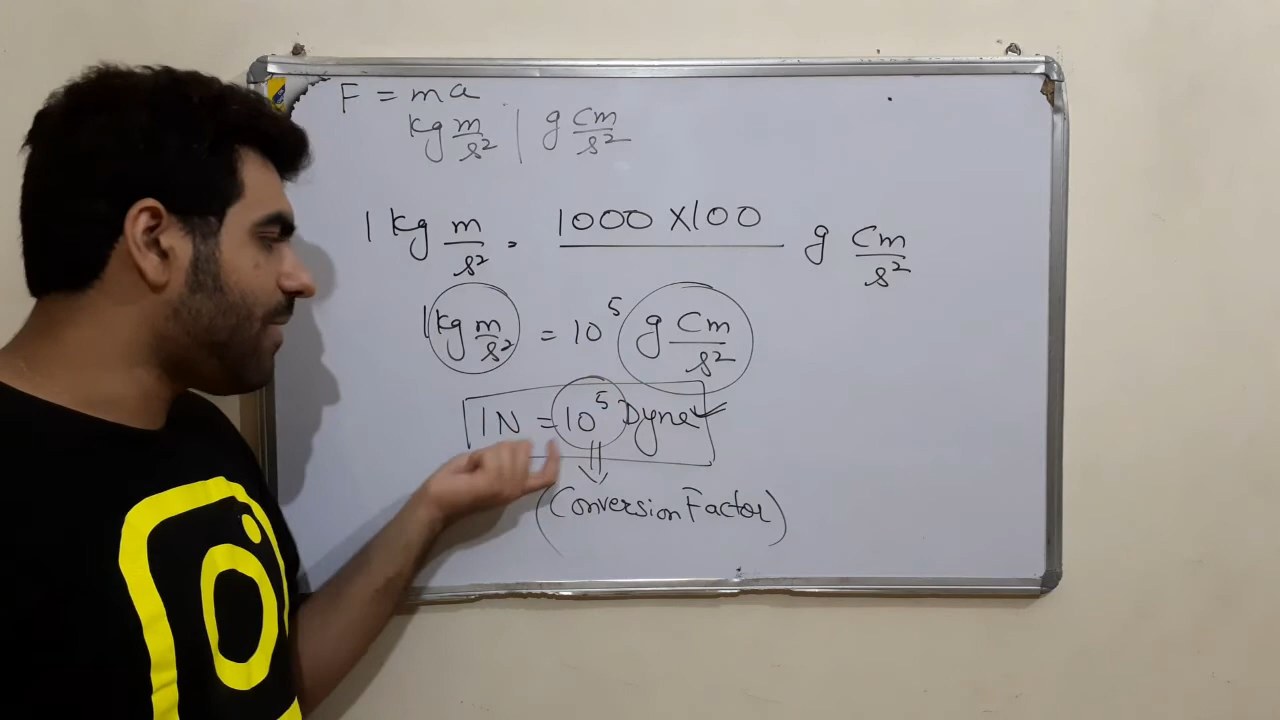 F = ma
kg m/s² | g cm/s²
1 kg m/s² = 1000 X 100 g cm/s²
1 kg m/s² = 10⁵ g cm/s²
1N = 10⁵ Dyne
(Conversion Factor)